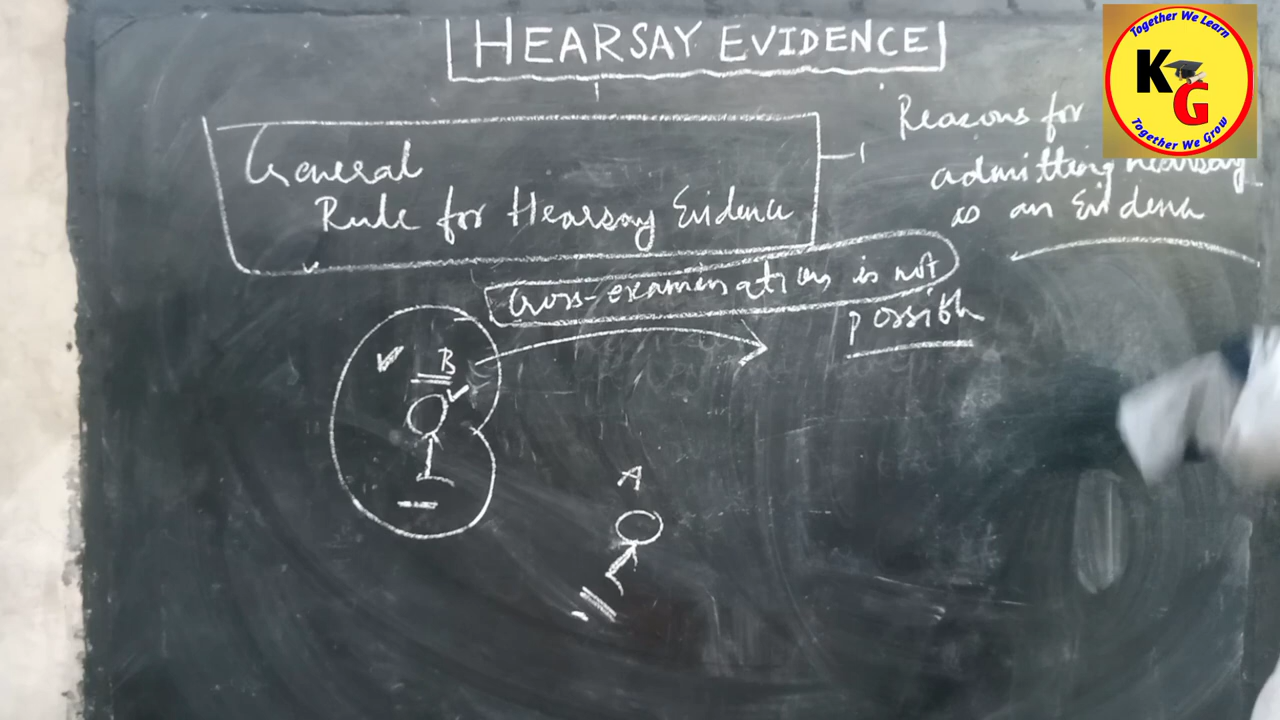 HEARSAY EVIDENCE
Together We Learn
KG
Together We Grow
General
Rule for Hearsay Evidence
Reasons for
admitting hearsay
as an Evidence
Cross-examination is not
possible
B
A